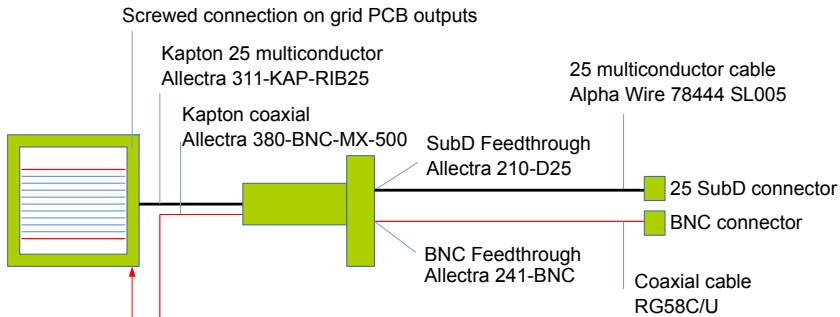 Screwed connection on grid PCB outputs
Kapton 25 multiconductor
Allectra 311-KAP-RIB25
Kapton coaxial
Allectra 380-BNC-MX-500
25 multiconductor cable
Alpha Wire 78444 SL005
SubD Feedthrough
Allectra 210-D25
25 SubD connector
BNC connector
BNC Feedthrough
Allectra 241-BNC
Coaxial cable
RG58C/U